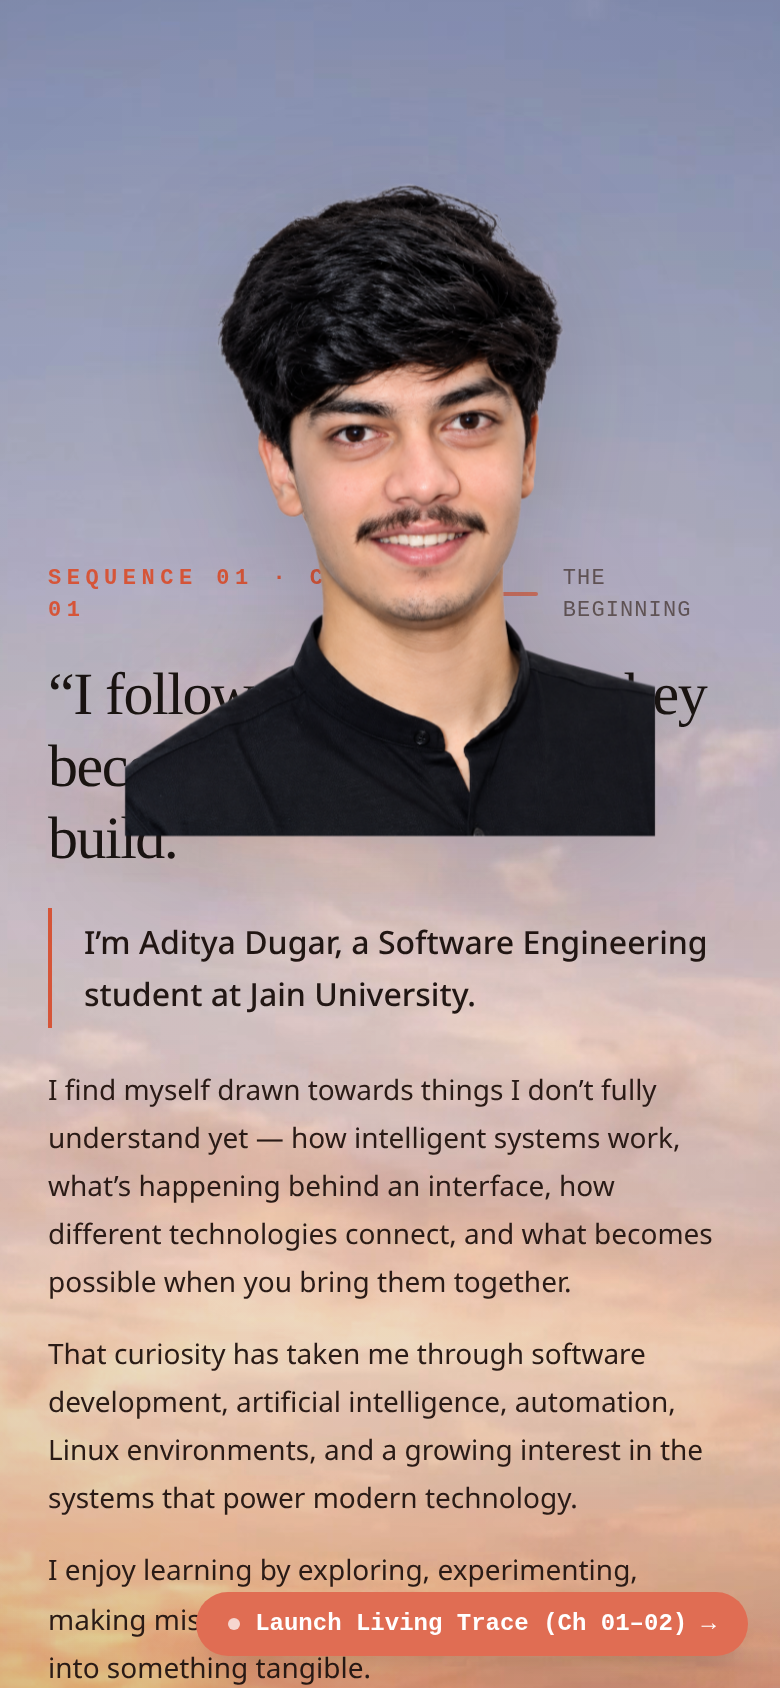 SEQUENCE 01 · C
01
THE
BEGINNING
“I follow
hey
bec
build.
I’m Aditya Dugar, a Software Engineering
student at Jain University.
I find myself drawn towards things I don’t fully
understand yet — how intelligent systems work,
what’s happening behind an interface, how
different technologies connect, and what becomes
possible when you bring them together.
That curiosity has taken me through software
development, artificial intelligence, automation,
Linux environments, and a growing interest in the
systems that power modern technology.
I enjoy learning by exploring, experimenting,
making mis
Launch Living Trace (Ch 01–02) →
into something tangible.